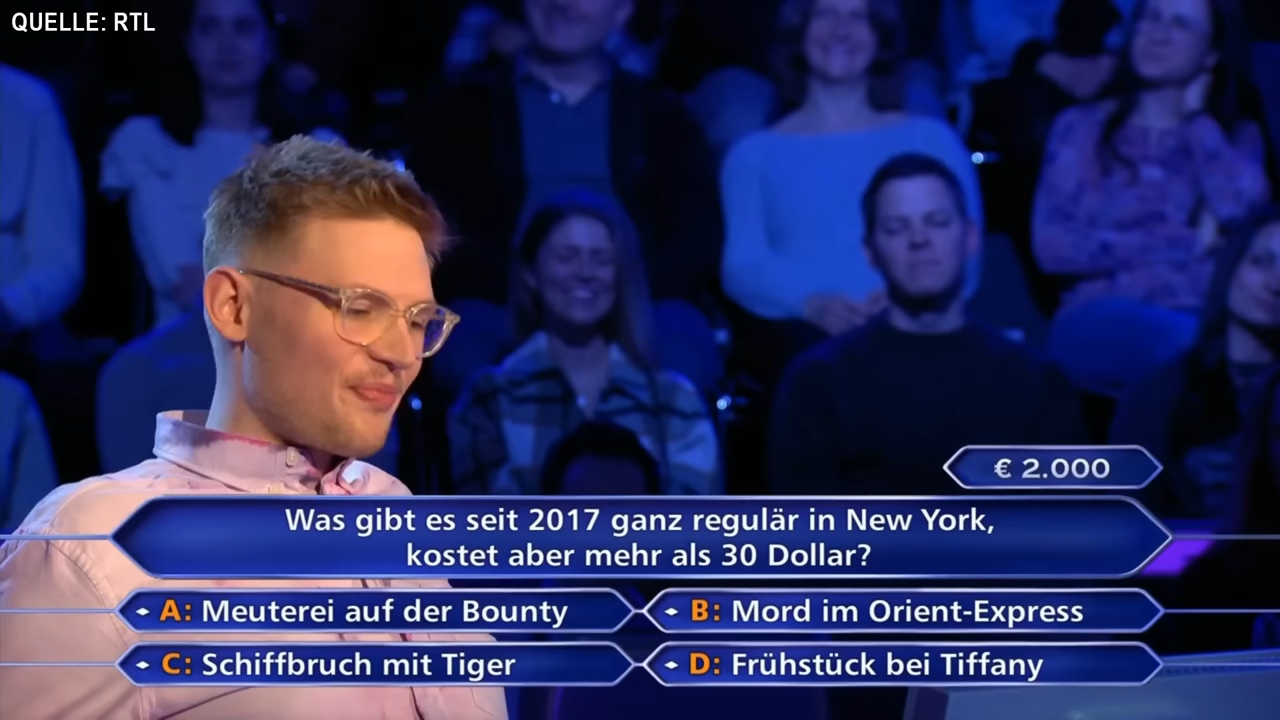 QUELLE: RTL
€ 2.000
Was gibt es seit 2017 ganz regulär in New York,
kostet aber mehr als 30 Dollar?
A: Meuterei auf der Bounty
B: Mord im Orient-Express
C: Schiffbruch mit Tiger
D: Frühstück bei Tiffany